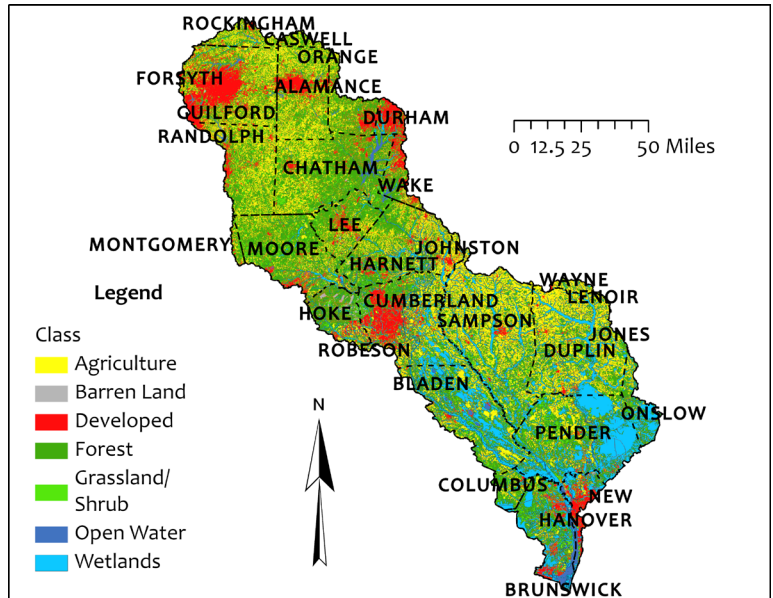 ROCKINGHAM
CASWELL
ORANGE
FORSYTH
ALAMANCE
GUILFORD
DURHAM
RANDOLPH
0 12.5 25 50 Miles
CHATHAM
WAKE
LEE
MONTGOMERY
MOORE
JOHNSTON
HARNETT
WAYNE
Legend
LENOIR
CUMBERLAND
HOKE
SAMPSON
JONES
Class
ROBESON
DUPLIN
Agriculture
BLADEN
Barren Land
N
ONSLOW
Developed
PENDER
Forest
Grassland/
Shrub
COLUMBUS
NEW
HANOVER
Open Water
Wetlands
BRUNSWICK